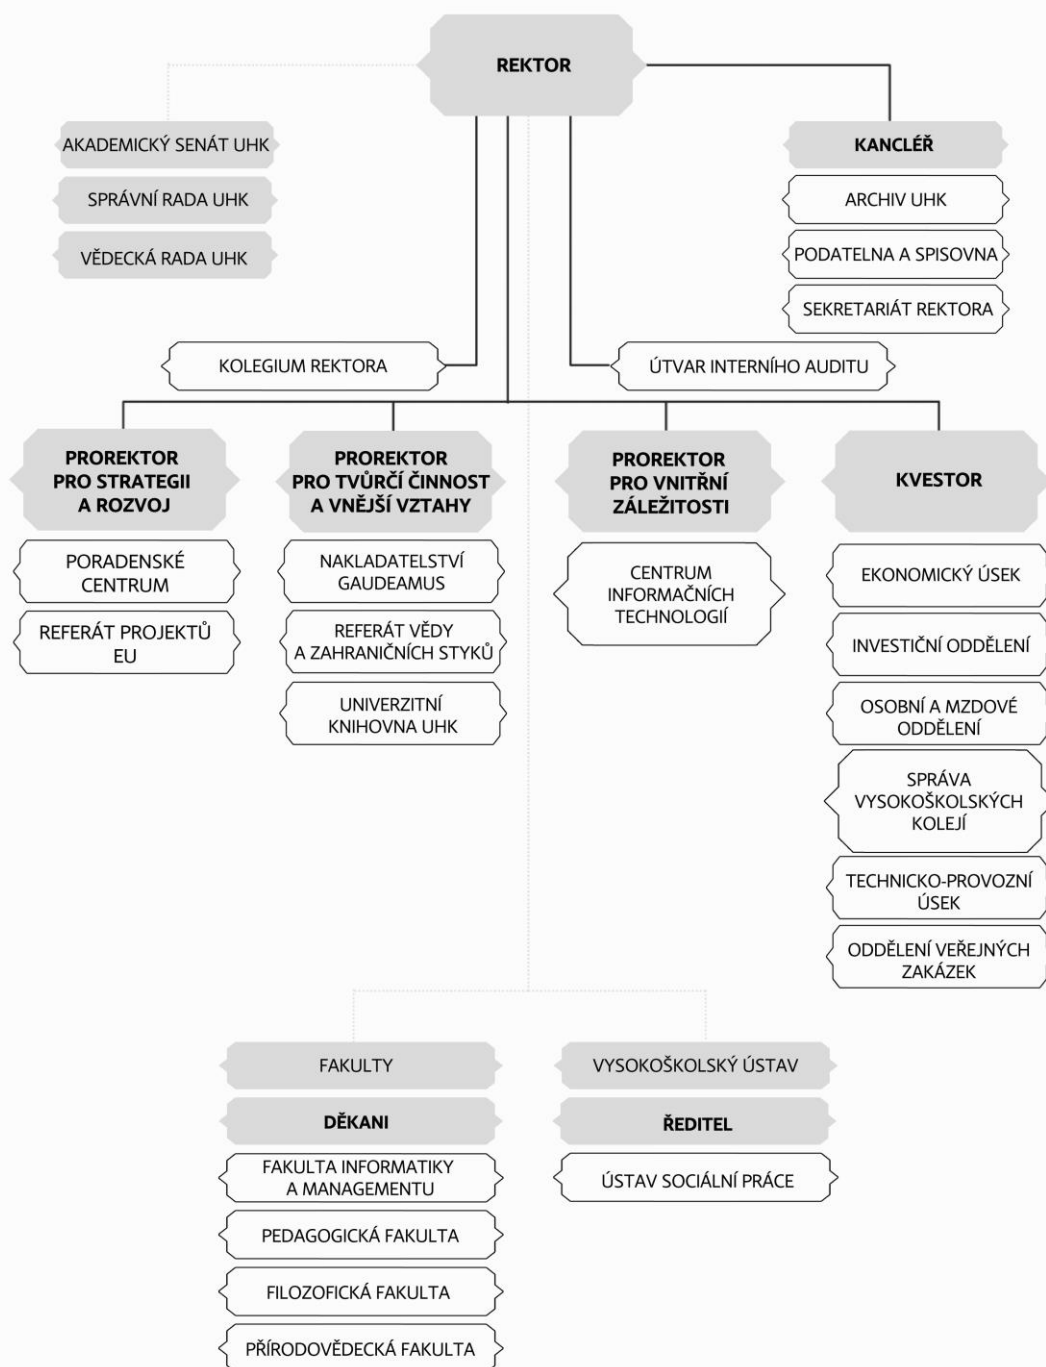 REKTOR
AKADEMICKÝ SENÁT UHK
SPRÁVNÍ RADA UHK
VĚDECKÁ RADA UHK
KANCLÉŘ
ARCHIV UHK
PODATELNA A SPISOVNA
SEKRETARIÁT REKTORA
KOLEGIUM REKTORA
ÚTVAR INTERNÍHO AUDITU
PROREKTOR
PRO STRATEGII
A ROZVOJ
PORADENSKÉ
CENTRUM
REFERÁT PROJEKTŮ
EU
PROREKTOR
PRO TVŮRČÍ ČINNOST
A VNĚJŠÍ VZTAHY
NAKLADATELSTVÍ
GAUDEAMUS
REFERÁT VĚDY
A ZAHRANIČNÍCH STYKŮ
UNIVERZITNÍ
KNIHOVNA UHK
PROREKTOR
PRO VNITŘNÍ
ZÁLEŽITOSTI
CENTRUM
INFORMAČNÍCH
TECHNOLOGIÍ
KVESTOR
EKONOMICKÝ ÚSEK
INVESTIČNÍ ODDĚLENÍ
OSOBNÍ A MZDOVÉ
ODDĚLENÍ
SPRÁVA
VYSOKOŠKOLSKÝCH
KOLEJÍ
TECHNICKO-PROVOZNÍ
ÚSEK
ODDĚLENÍ VEŘEJNÝCH
ZAKÁZEK
FAKULTY
DĚKANI
FAKULTA INFORMATIKY
A MANAGEMENTU
PEDAGOGICKÁ FAKULTA
FILOZOFICKÁ FAKULTA
PŘÍRODOVĚDECKÁ FAKULTA
VYSOKOŠKOLSKÝ ÚSTAV
ŘEDITEL
ÚSTAV SOCIÁLNÍ PRÁCE